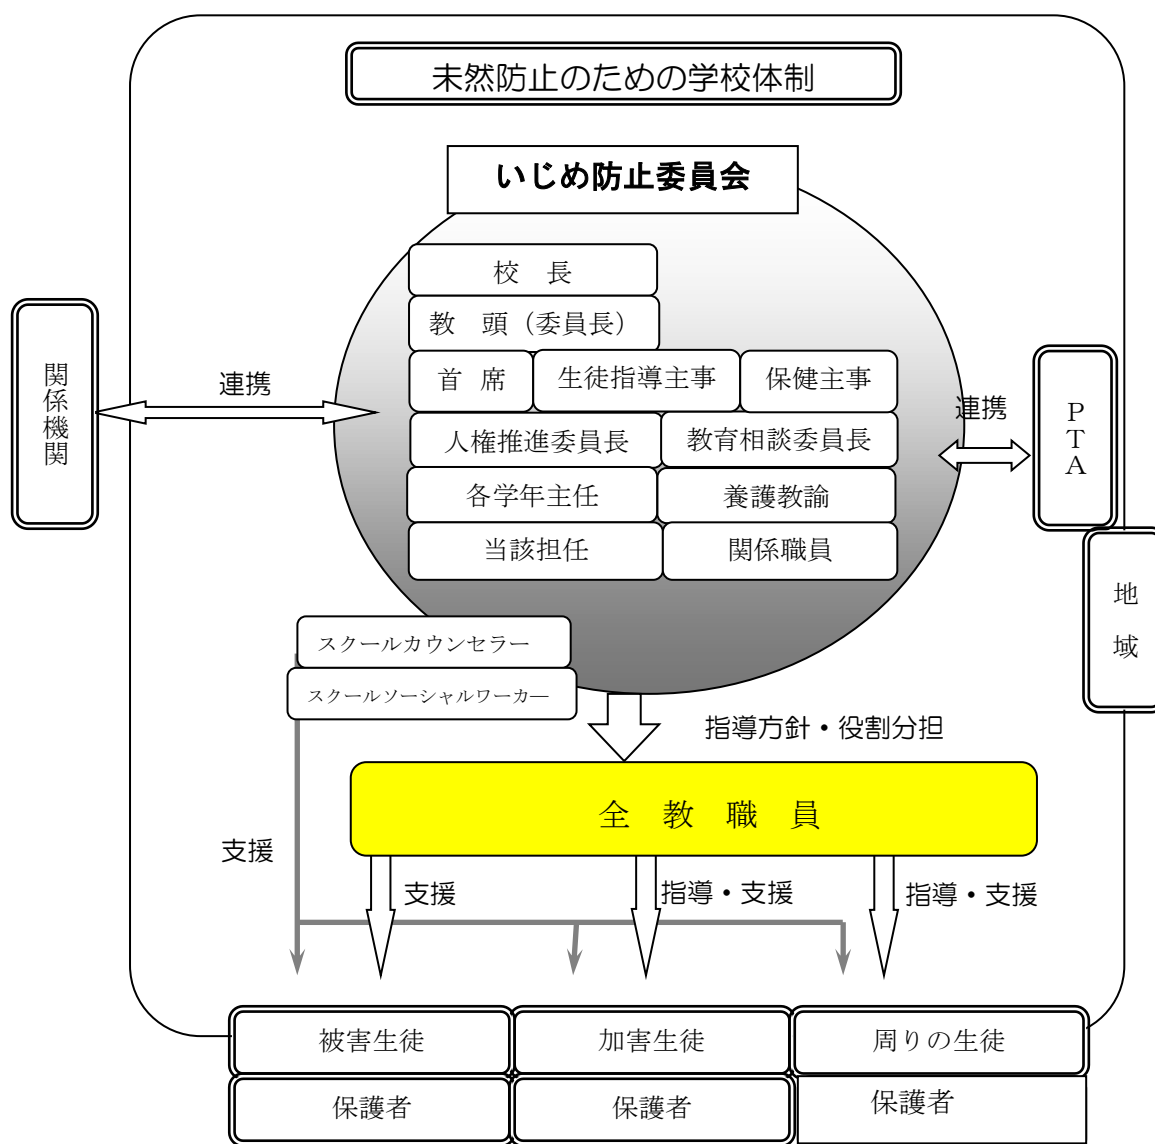 未然防止のための学校体制
いじめ防止委員会
校　長
教　頭（委員長）
首 席
生徒指導主事
保健主事
人権推進委員長
教育相談委員長
各学年主任
養護教諭
当該担任
関係職員
関係機関
連携
連携
PTA
地域
スクールカウンセラー
スクールソーシャルワーカ―
指導方針・役割分担
全　教　職　員
支援
支援
指導・支援
指導・支援
被害生徒
加害生徒
周りの生徒
保護者
保護者
保護者